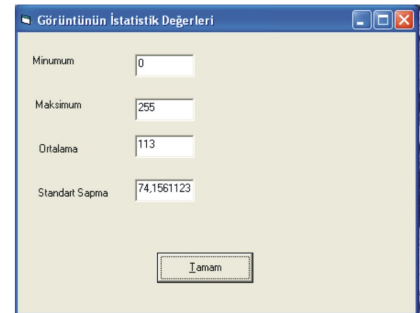 Görüntünün İstatistik Değerleri
Minumum 0
Maksimum 255
Ortalama 113
Standart Sapma 74,1561123
Tamam